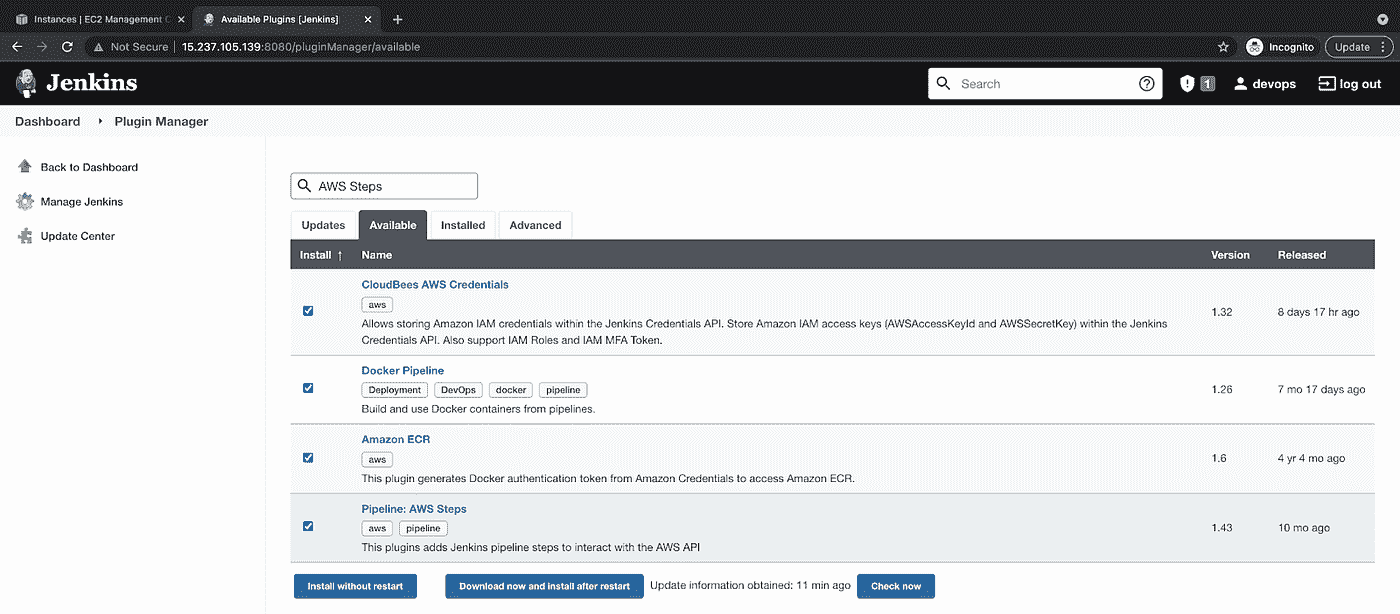 Instances | EC2 Management C
Available Plugins [Jenkins]
Not Secure
15.237.105.139:8080/pluginManager/available
Incognito
Update
Jenkins
Search
1
devops
log out
Dashboard
Plugin Manager
Back to Dashboard
Manage Jenkins
Update Center
AWS Steps
Updates
Available
Installed
Advanced
Install ↑
Name
Version
Released
CloudBees AWS Credentials
aws
Allows storing Amazon IAM credentials within the Jenkins Credentials API. Store Amazon IAM access keys (AWSAccessKeyId and AWSSecretKey) within the Jenkins
Credentials API. Also support IAM Roles and IAM MFA Token.
1.32
8 days 17 hr ago
Docker Pipeline
Deployment
DevOps
docker
pipeline
Build and use Docker containers from pipelines.
1.26
7 mo 17 days ago
Amazon ECR
aws
This plugin generates Docker authentication token from Amazon Credentials to access Amazon ECR.
1.6
4 yr 4 mo ago
Pipeline: AWS Steps
aws
pipeline
This plugins adds Jenkins pipeline steps to interact with the AWS API
1.43
10 mo ago
Install without restart
Download now and install after restart
Update information obtained: 11 min ago
Check now